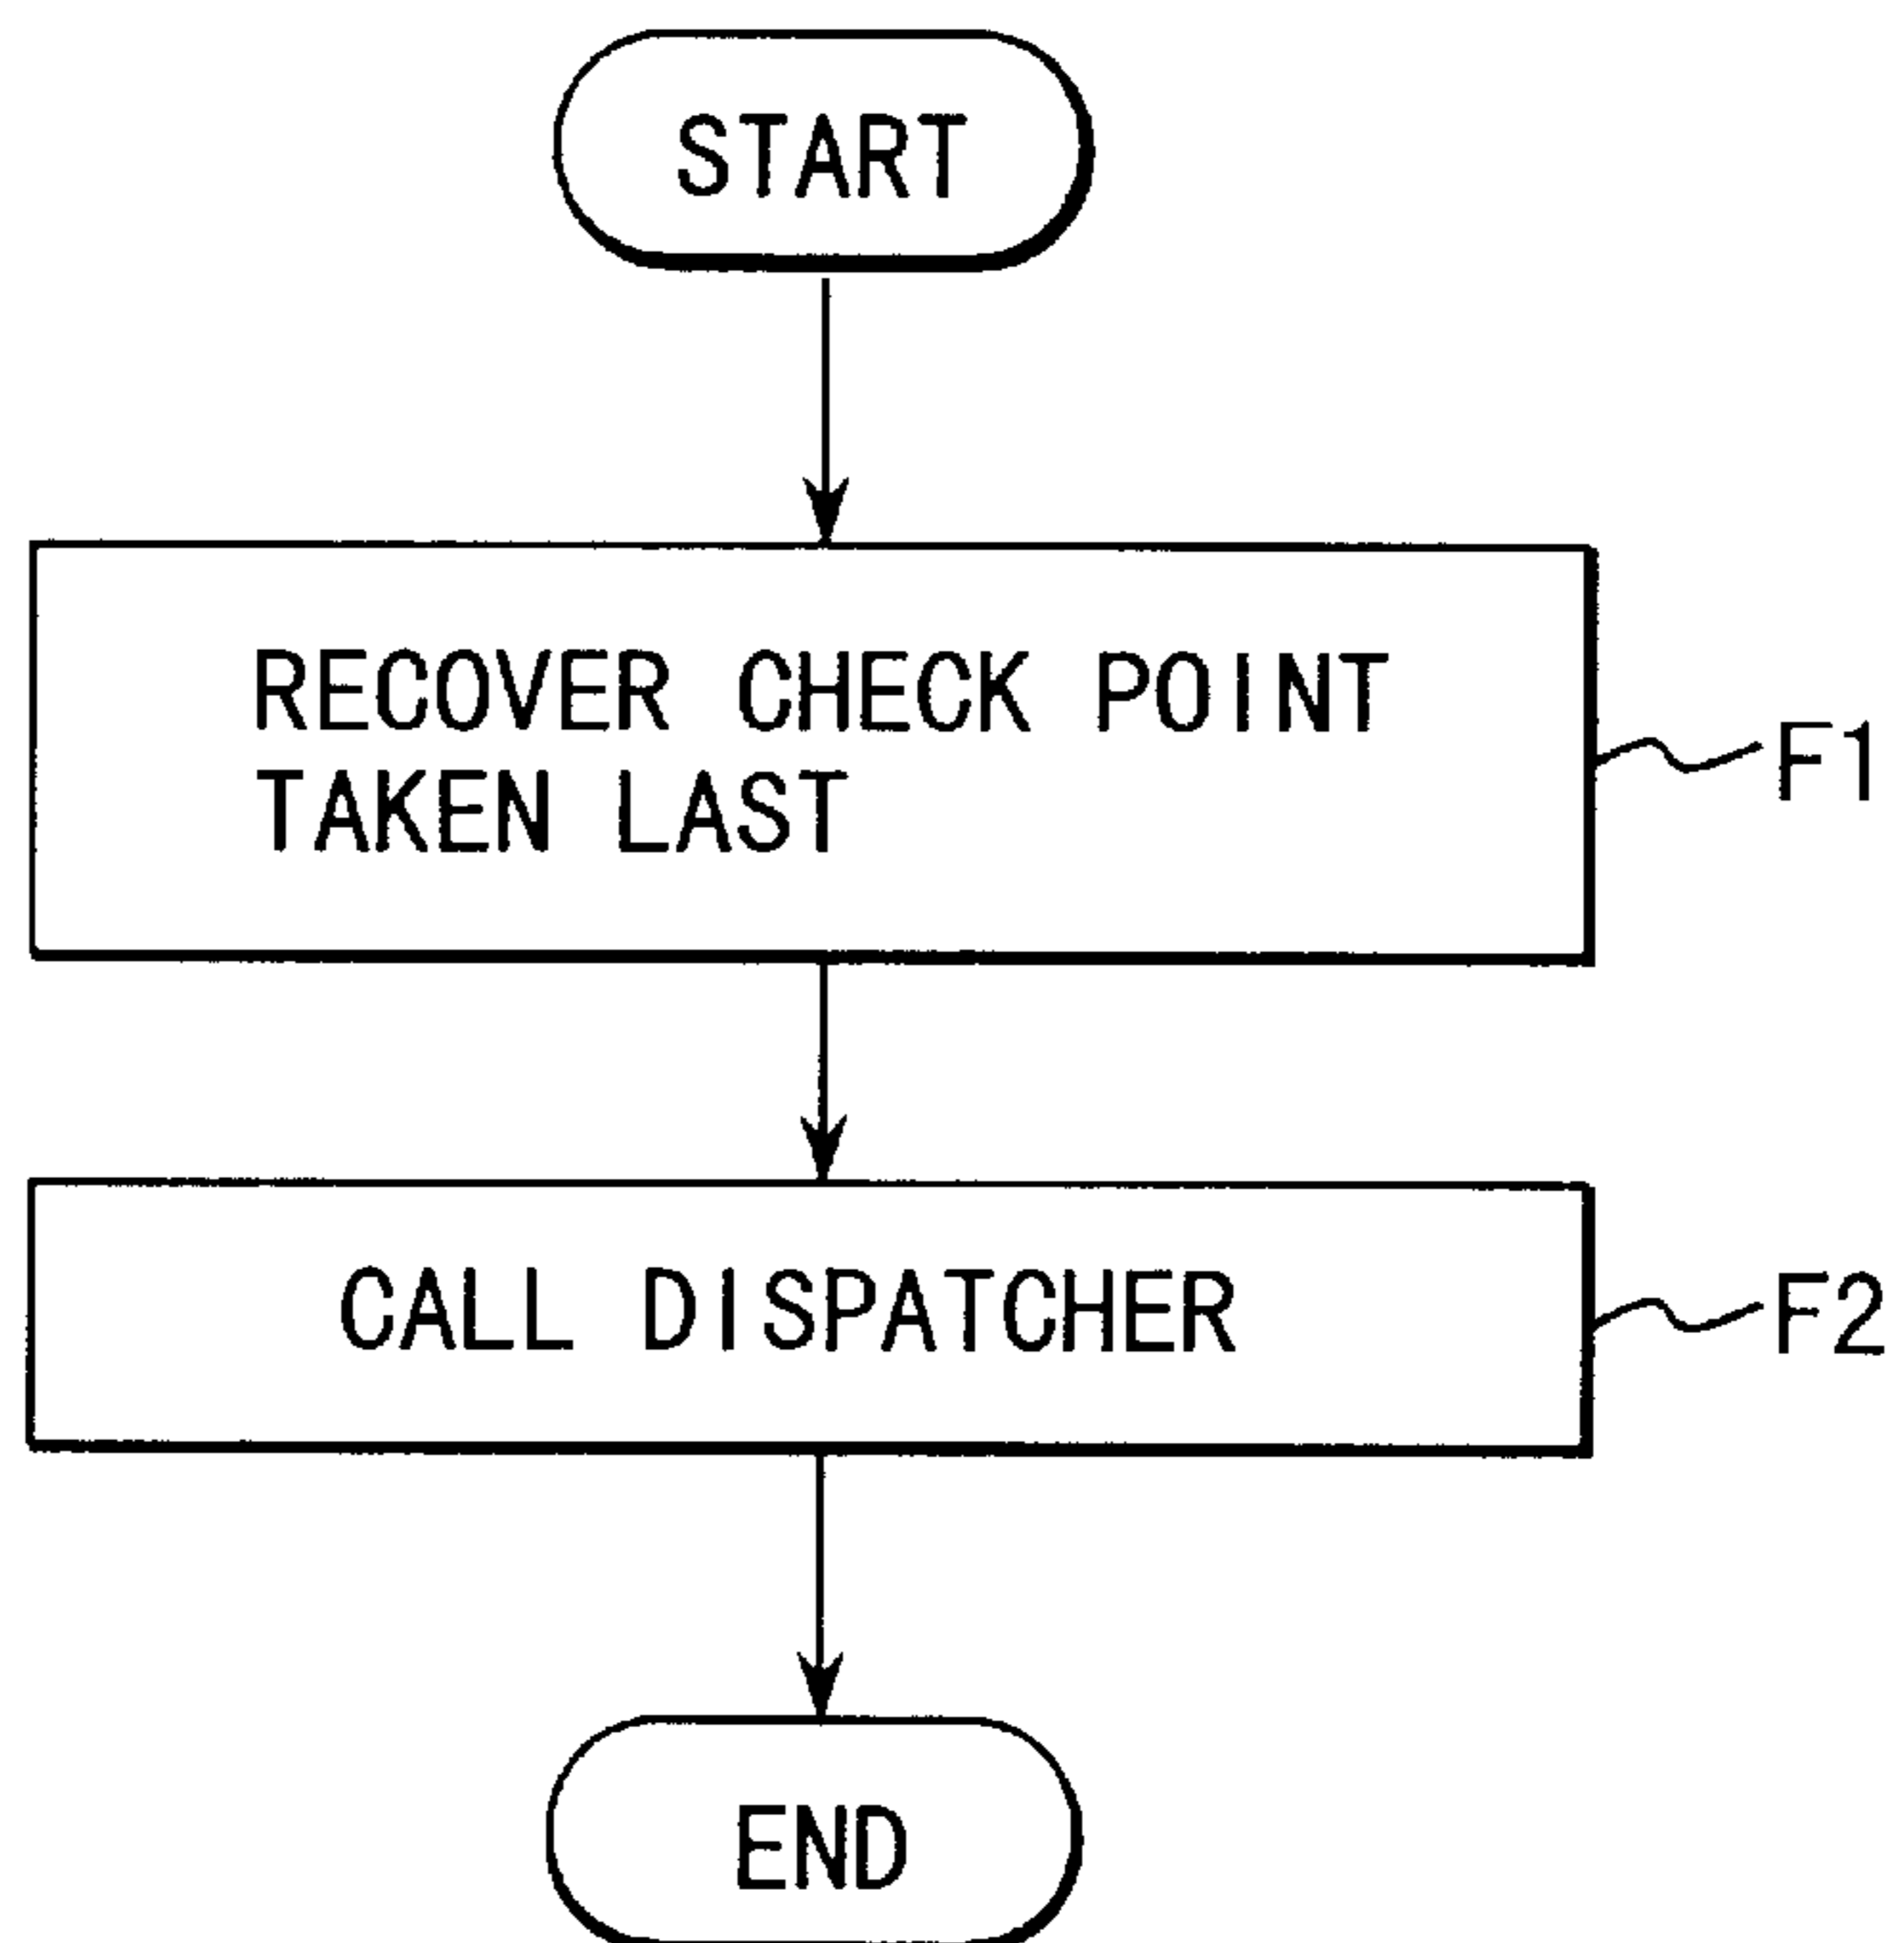 START
RECOVER CHECK POINT
TAKEN LAST
F1
CALL DISPATCHER
F2
END